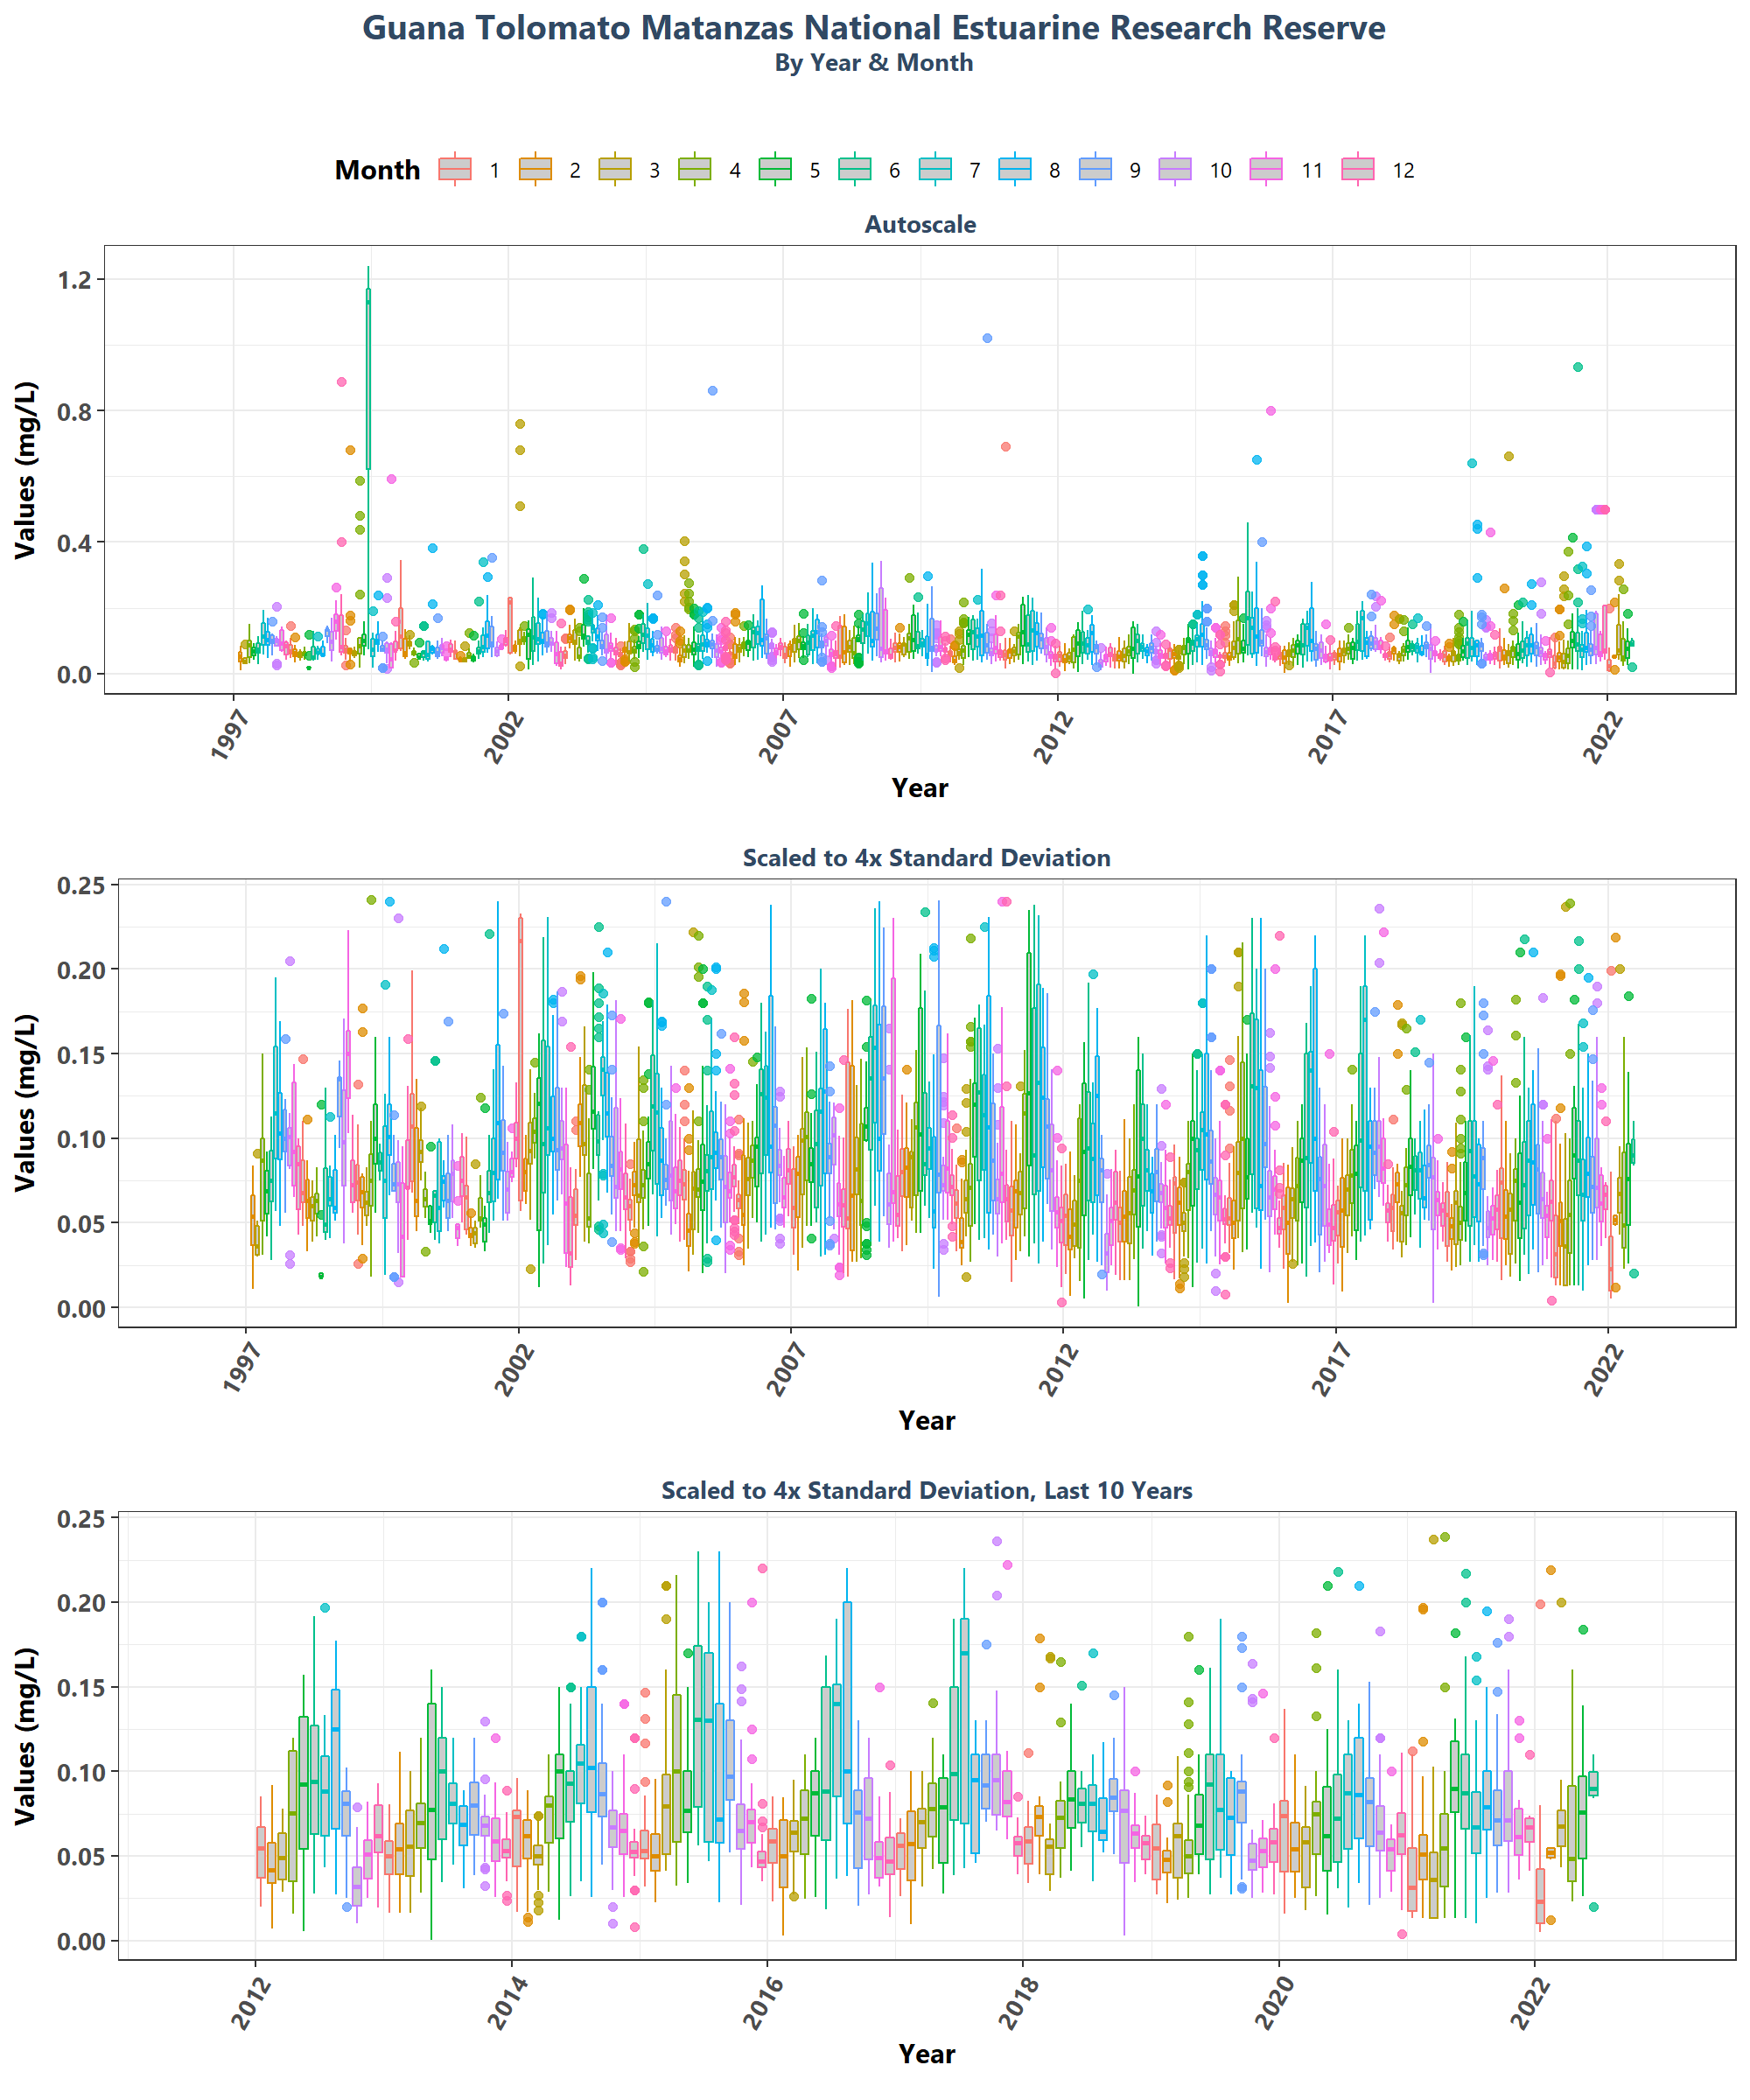 Guana Tolomato Matanzas National Estuarine Research Reserve
By Year & Month
Month 1 2 3 4 5 6 7 8 9 10 11 12
Autoscale
Values (mg/L)
1.2
0.8
0.4
0.0
1997 2002 2007 2012 2017 2022
Year
Scaled to 4x Standard Deviation
Values (mg/L)
0.25
0.20
0.15
0.10
0.05
0.00
1997 2002 2007 2012 2017 2022
Year
Scaled to 4x Standard Deviation, Last 10 Years
Values (mg/L)
0.25
0.20
0.15
0.10
0.05
0.00
2012 2014 2016 2018 2020 2022
Year